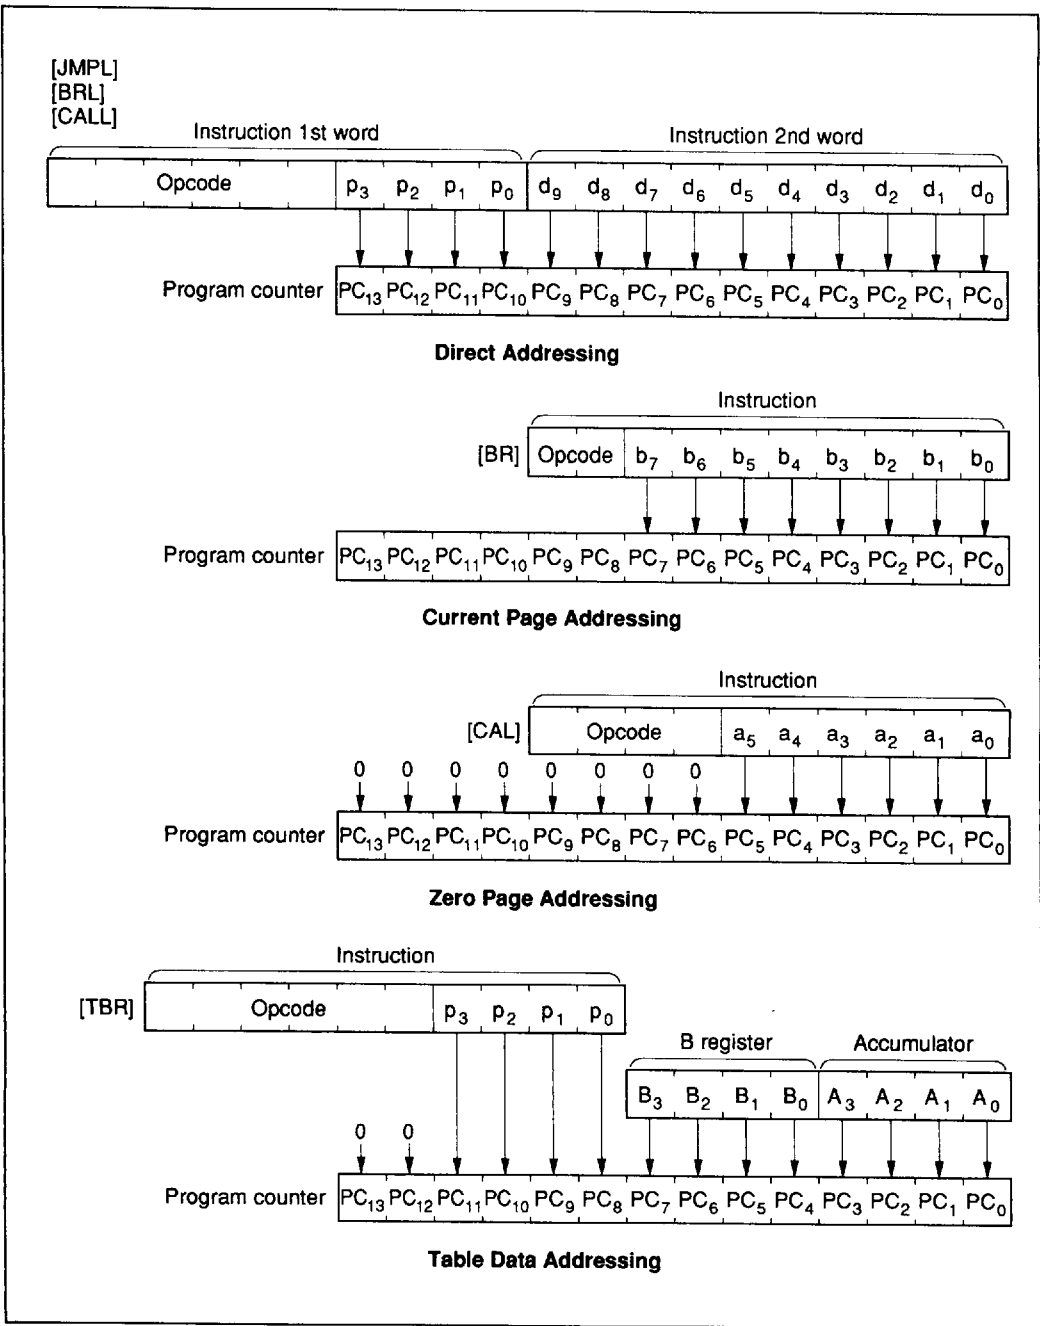 [JMPL]
[BRL]
[CALL]
Instruction 1st word Instruction 2nd word
Opcode p3 p2 p1 p0 d9 d8 d7 d6 d5 d4 d3 d2 d1 d0
Program counter PC13 PC12 PC11 PC10 PC9 PC8 PC7 PC6 PC5 PC4 PC3 PC2 PC1 PC0
Direct Addressing
Instruction
[BR] Opcode b7 b6 b5 b4 b3 b2 b1 b0
Program counter PC13 PC12 PC11 PC10 PC9 PC8 PC7 PC6 PC5 PC4 PC3 PC2 PC1 PC0
Current Page Addressing
Instruction
[CAL] Opcode a5 a4 a3 a2 a1 a0
0 0 0 0 0 0 0 0
Program counter PC13 PC12 PC11 PC10 PC9 PC8 PC7 PC6 PC5 PC4 PC3 PC2 PC1 PC0
Zero Page Addressing
Instruction
[TBR] Opcode p3 p2 p1 p0
B register Accumulator
B3 B2 B1 B0 A3 A2 A1 A0
0 0
Program counter PC13 PC12 PC11 PC10 PC9 PC8 PC7 PC6 PC5 PC4 PC3 PC2 PC1 PC0
Table Data Addressing